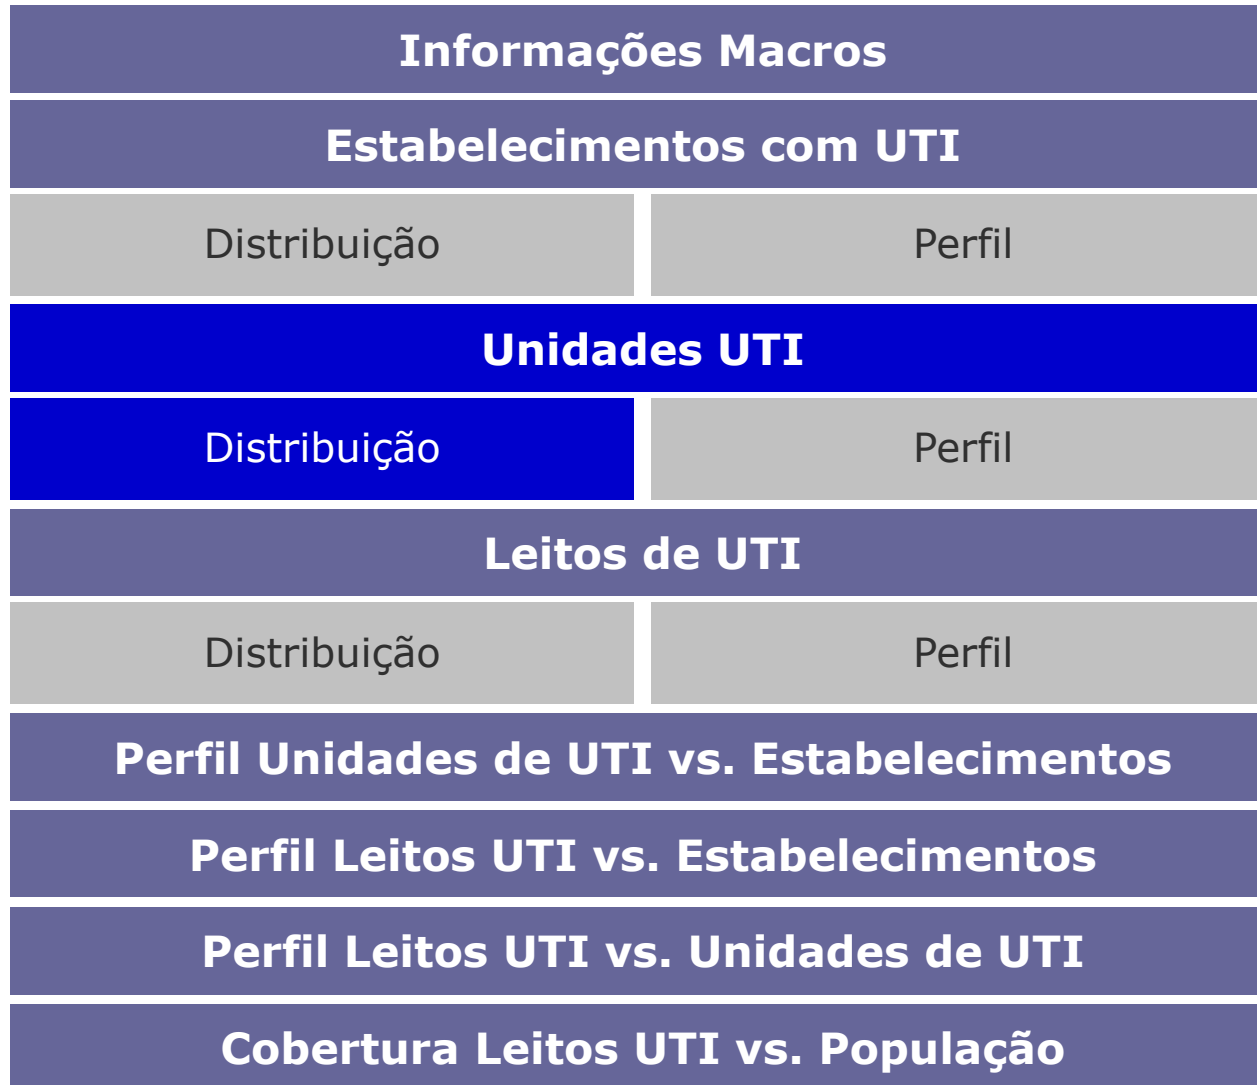 Informações Macros
Estabelecimentos com UTI
Distribuição Perfil
Unidades UTI
Distribuição Perfil
Leitos de UTI
Distribuição Perfil
Perfil Unidades de UTI vs. Estabelecimentos
Perfil Leitos UTI vs. Estabelecimentos
Perfil Leitos UTI vs. Unidades de UTI
Cobertura Leitos UTI vs. População